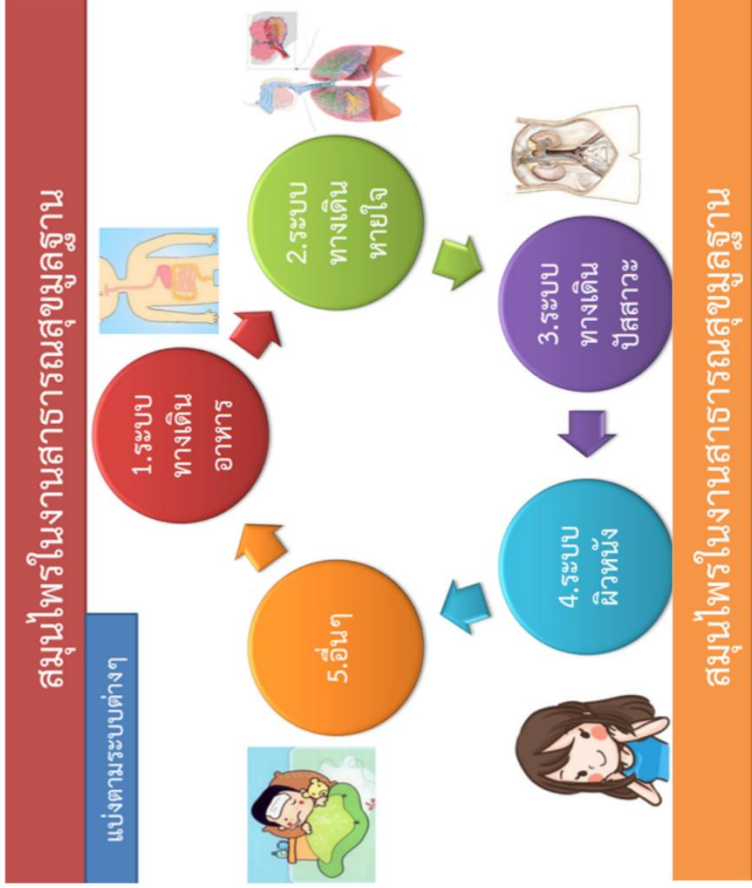 สมุนไพรในงานสาธารณสุขมูลฐาน
แบ่งตามระบบต่างๆ
1.ระบบ
ทางเดิน
อาหาร
2.ระบบ
ทางเดิน
หายใจ
3.ระบบ
ทางเดิน
ปัสสาวะ
4.ระบบ
ผิวหนัง
5.อื่นๆ
สมุนไพรในงานสาธารณสุขมูลฐาน